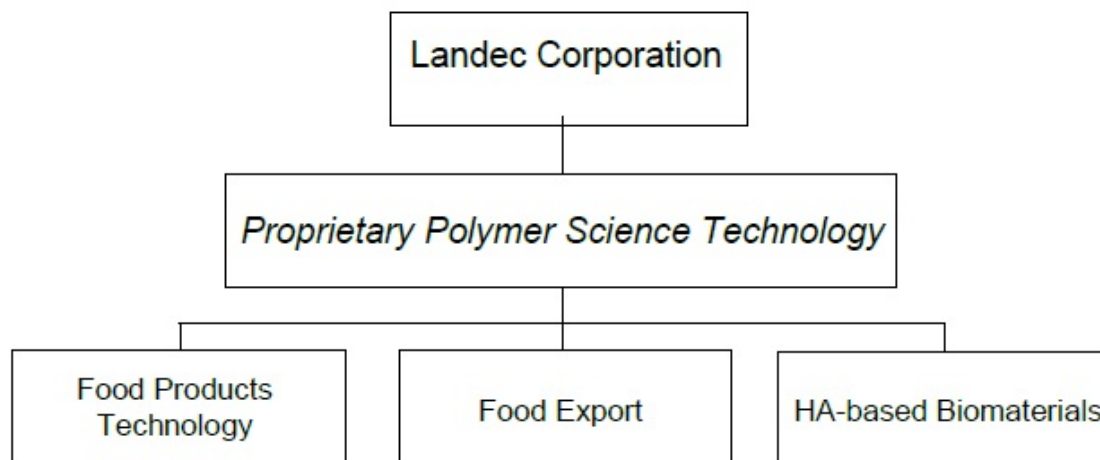 Landec Corporation
Proprietary Polymer Science Technology
Food Products
Technology
Food Export
HA-based Biomaterials